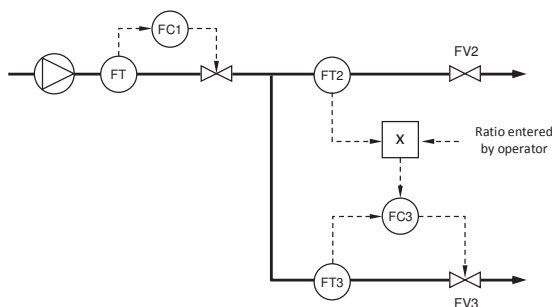 FC1
FT
FT2
FV2
X
Ratio entered
by operator
FC3
FT3
FV3